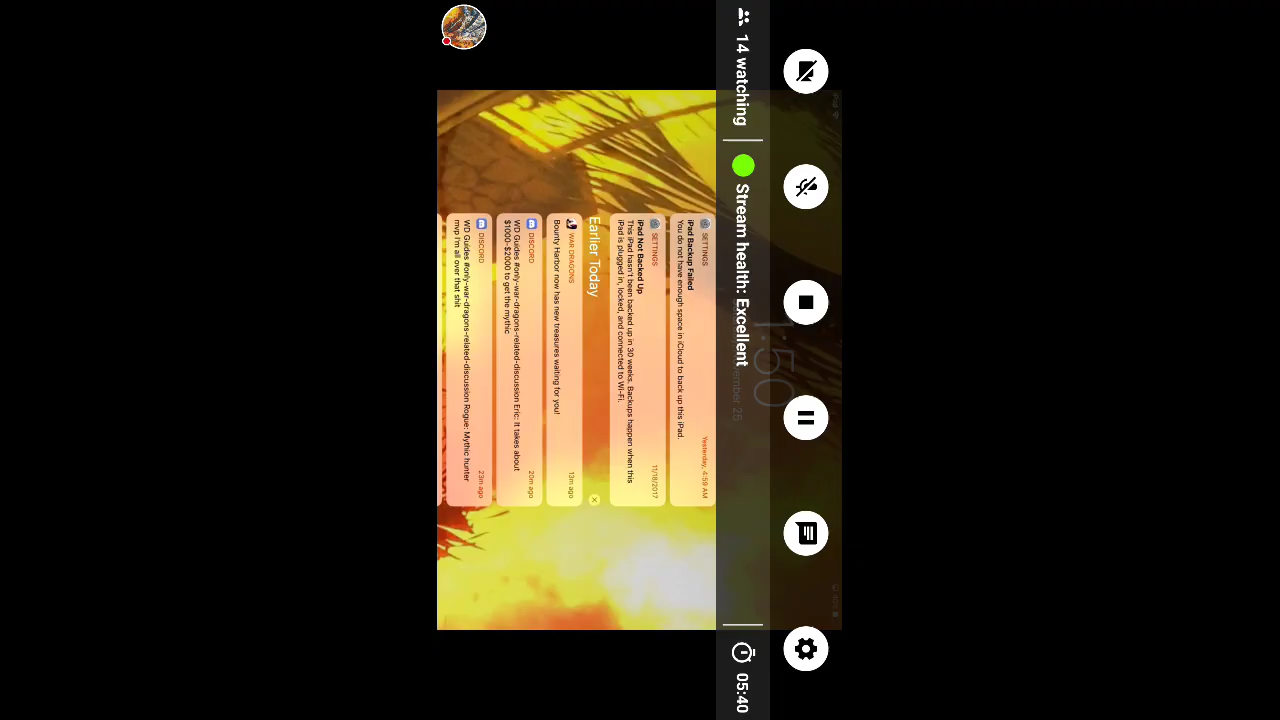 14 watching
Stream health: Excellent
05:40
1:50
SETTINGS
Yesterday, 4:59 AM
iPad Backup Failed
You do not have enough space in iCloud to back up this iPad.
SETTINGS
11/18/2017
iPad Not Backed Up
This iPad hasn't been backed up in 30 weeks. Backups happen when this
iPad is plugged in, locked, and connected to Wi-Fi.
Earlier Today
WAR DRAGONS
13m ago
Bounty Harbor now has new treasures waiting for you!
DISCORD
20m ago
WD Guides #only-war-dragons-related-discussion Eric: It takes about
$1000-$2000 to get the mythic
DISCORD
23m ago
WD Guides #only-war-dragons-related-discussion Rogue: Mythic hunter
mvp I'm all over that shit